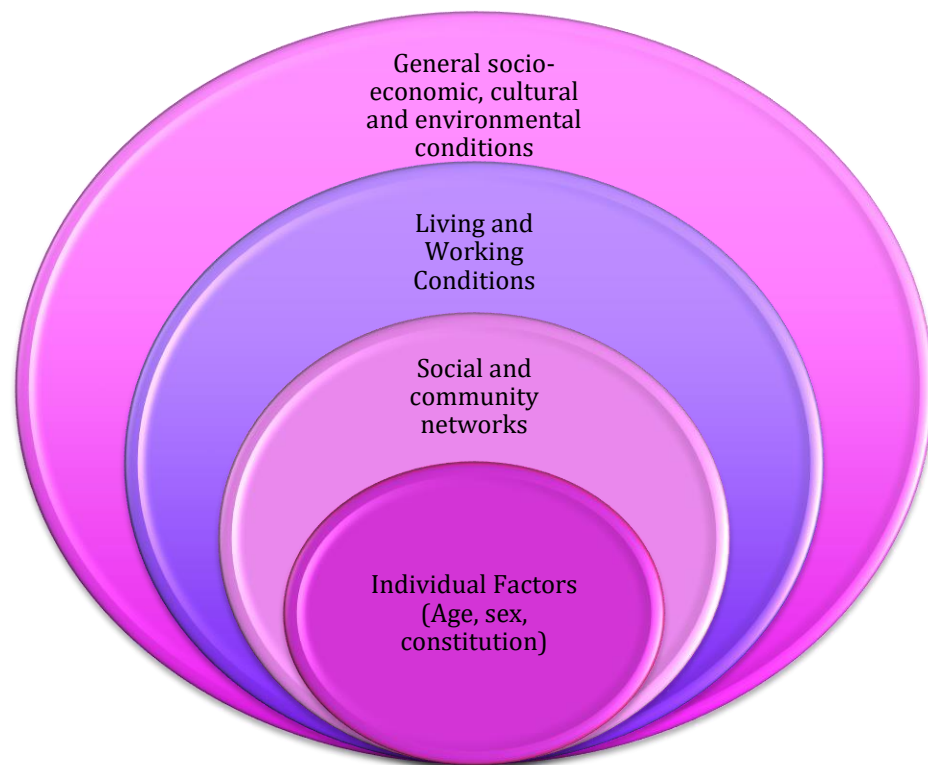 General socio-
economic, cultural
and environmental
conditions
Living and
Working
Conditions
Social and
community
networks
Individual Factors
(Age, sex,
constitution)